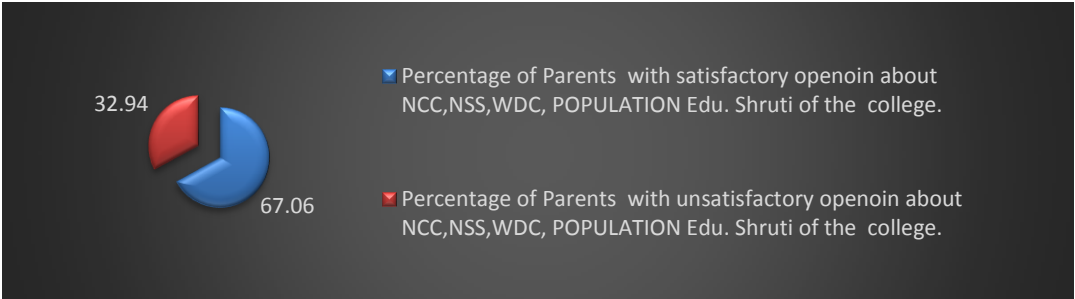 32.94
67.06
Percentage of Parents with satisfactory openoin about
NCC,NSS,WDC, POPULATION Edu. Shruti of the college.
Percentage of Parents with unsatisfactory openoin about
NCC,NSS,WDC, POPULATION Edu. Shruti of the college.